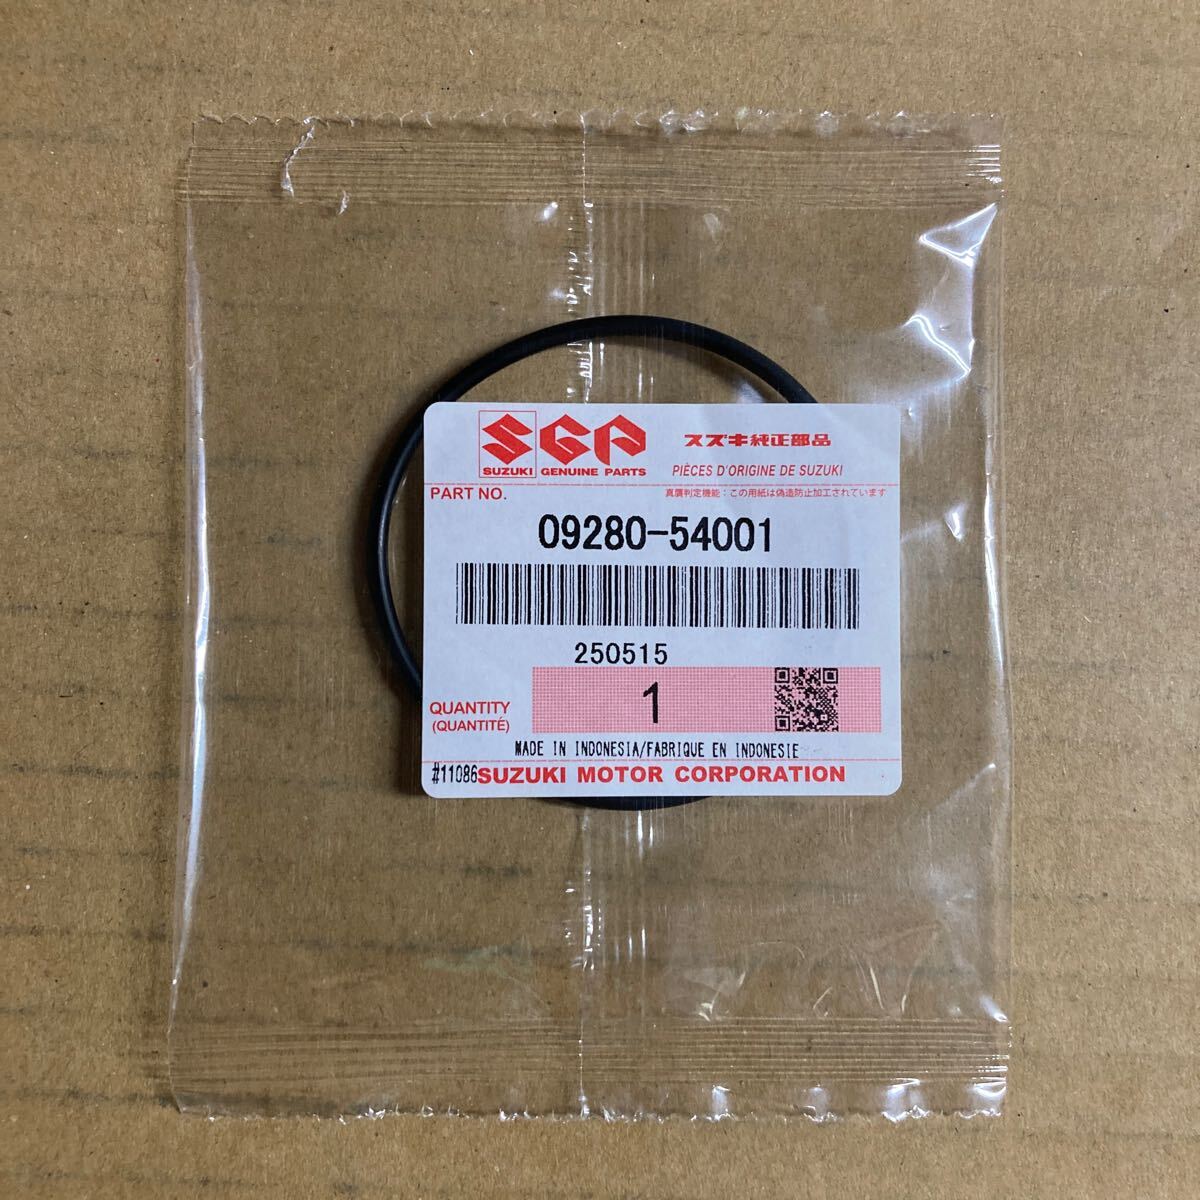 SUZUKI
SGP
GENUINE PARTS
スズキ純正部品
PIÈCES D'ORIGINE DE SUZUKI
PART NO.
真贋判定機能：この用紙は偽造防止加工されています
09280-54001
250515
QUANTITY
(QUANTITÉ)
1
MADE IN INDONESIA/FABRIQUE EN INDONESIE
#11086
SUZUKI MOTOR CORPORATION